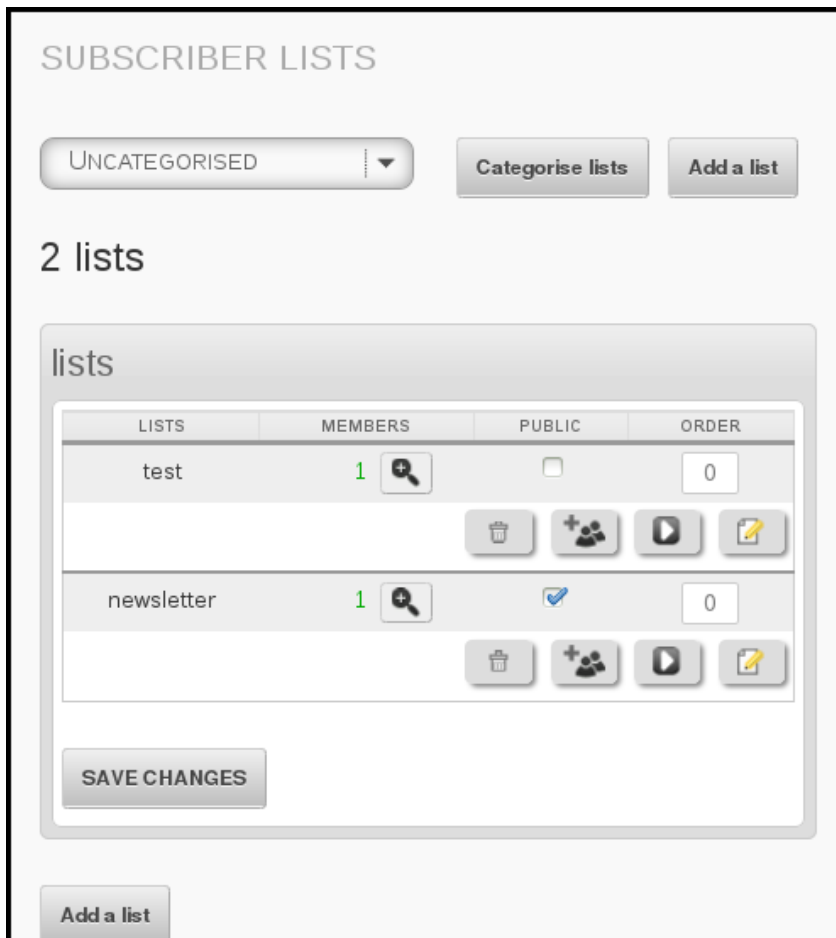 SUBSCRIBER LISTS
UNCATEGORISED
Categorise lists
Add a list
2 lists
lists
LISTS MEMBERS PUBLIC ORDER
test 1 0
newsletter 1 0
SAVE CHANGES
Add a list